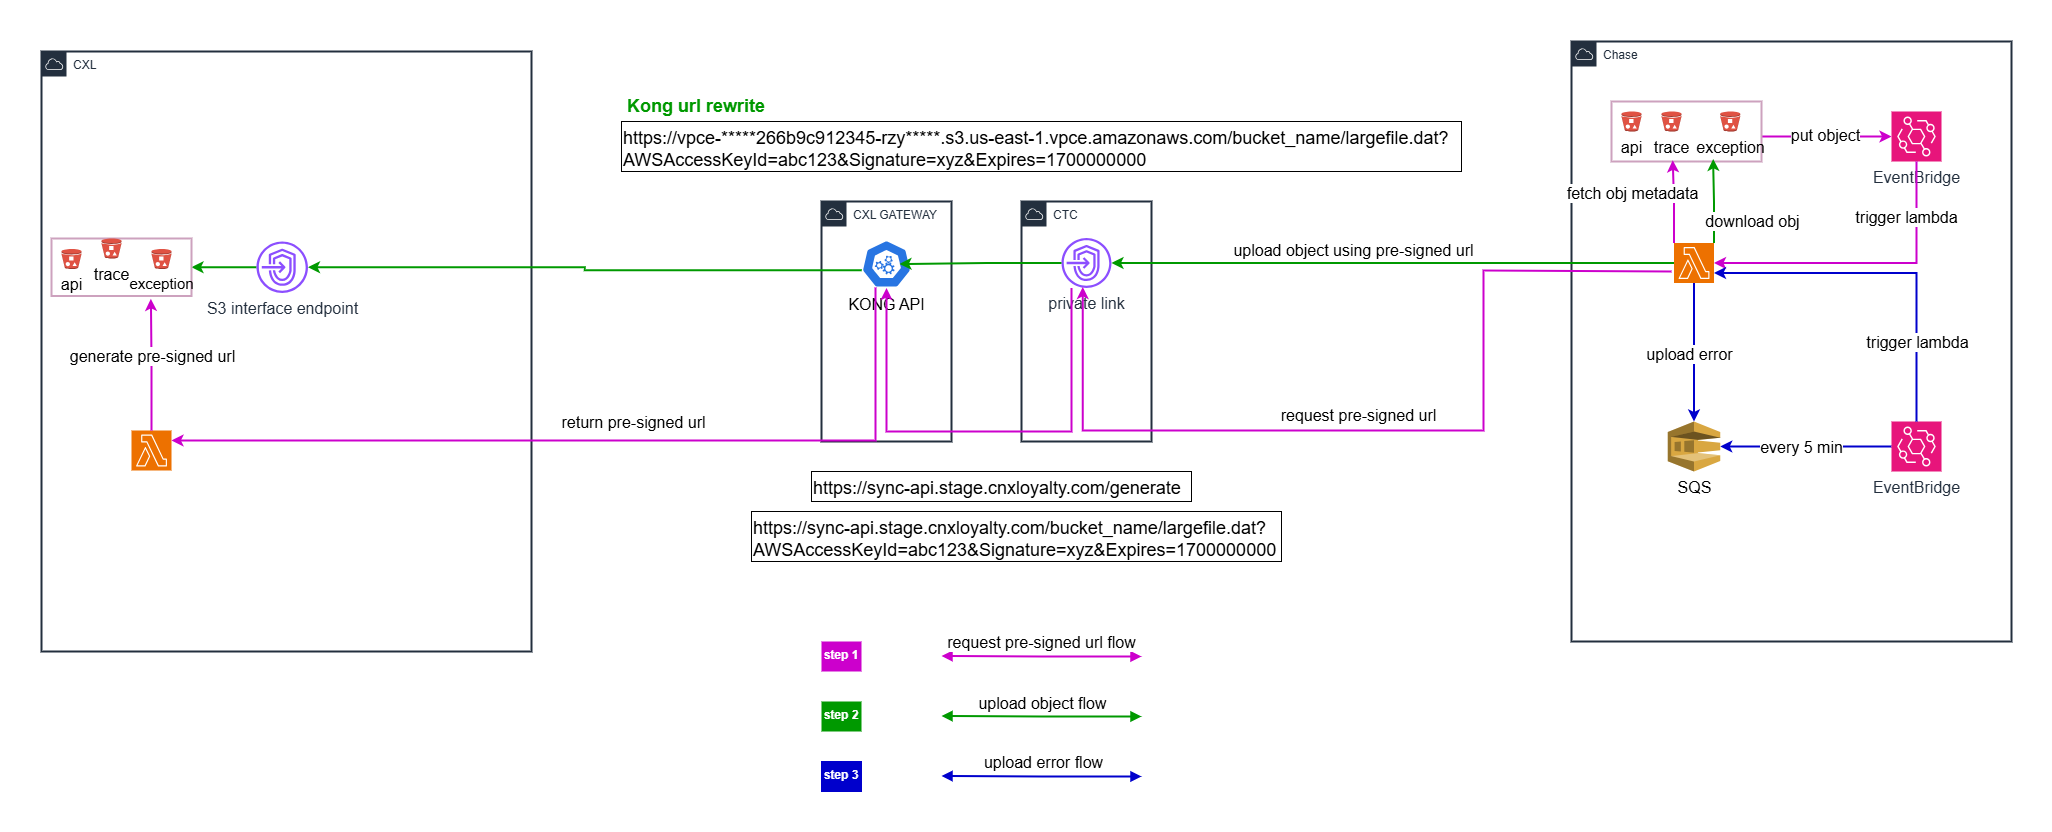 CXL
Chase
Kong url rewrite
https://vpce-*****266b9c912345-rzy*****.s3.us-east-1.vpce.amazonaws.com/bucket_name/largefile.dat?
AWSAccessKeyId=abc123&Signature=xyz&Expires=1700000000
api
trace
exception
put object
EventBridge
fetch obj metadata
download obj
trigger lambda
CXL GATEWAY
CTC
upload object using pre-signed url
api
trace
exception
S3 interface endpoint
KONG API
private link
generate pre-signed url
upload error
trigger lambda
return pre-signed url
request pre-signed url
every 5 min
SQS
EventBridge
https://sync-api.stage.cnxloyalty.com/generate
https://sync-api.stage.cnxloyalty.com/bucket_name/largefile.dat?
AWSAccessKeyId=abc123&Signature=xyz&Expires=1700000000
step 1
request pre-signed url flow
step 2
upload object flow
step 3
upload error flow